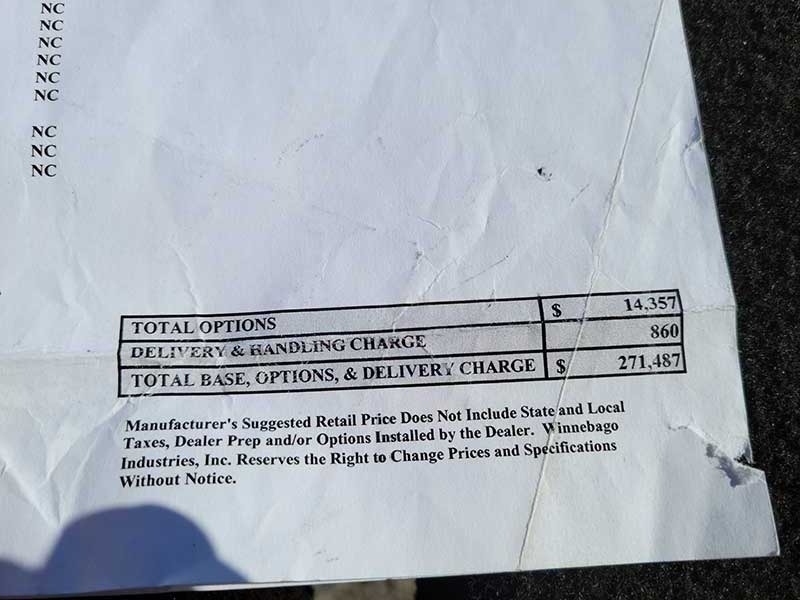 NC
NC
NC
NC
NC
NC
NC
NC
NC
TOTAL OPTIONS $ 14,357
DELIVERY & HANDLING CHARGE 860
TOTAL BASE, OPTIONS, & DELIVERY CHARGE $ 271,487
Manufacturer's Suggested Retail Price Does Not Include State and Local
Taxes, Dealer Prep and/or Options Installed by the Dealer. Winnebago
Industries, Inc. Reserves the Right to Change Prices and Specifications
Without Notice.